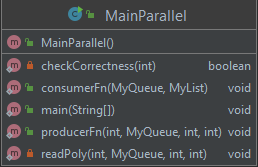 MainParallel
MainParallel()
checkCorrectness(int) boolean
consumerFn(MyQueue, MyList) void
main(String[]) void
producerFn(int, MyQueue, int, int) void
readPoly(int, MyQueue, int, int) void